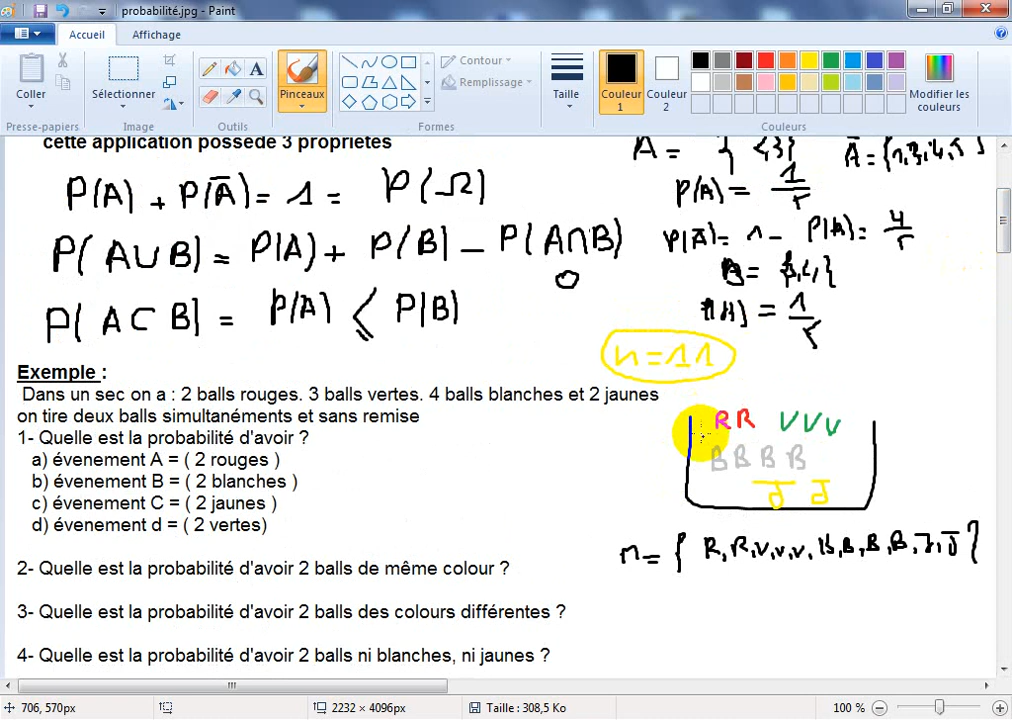 probabilité.jpg - Paint
Accueil
Affichage
Coller
Sélectionner
Pinceaux
Contour
Remplissage
Taille
Couleur 1
Couleur 2
Modifier les couleurs
Presse-papiers
Image
Outils
Formes
Couleurs
cette application possède 3 propriétés
P(A) + P(Ā) = 1 = P(Ω)
P(A∪B) = P(A) + P(B) - P(A∩B)
0
P(A⊂B) = P(A) ≤ P(B)
P(A) = 1/5
P(Ā) = 1 - P(A) = 4/5
n=11
Exemple :
Dans un sec on a : 2 balls rouges. 3 balls vertes. 4 balls blanches et 2 jaunes
on tire deux balls simultanéments et sans remise
1- Quelle est la probabilité d'avoir ?
a) évenement A = ( 2 rouges )
b) évenement B = ( 2 blanches )
c) évenement C = ( 2 jaunes )
d) évenement d = ( 2 vertes)
2- Quelle est la probabilité d'avoir 2 balls de même colour ?
3- Quelle est la probabilité d'avoir 2 balls des colours différentes ?
4- Quelle est la probabilité d'avoir 2 balls ni blanches, ni jaunes ?
R R V V V
B B B B
J J
n = { R, R, V, V, V, B, B, B, B, J, J }
706, 570px
2232 × 4096px
Taille : 308,5 Ko
100 %